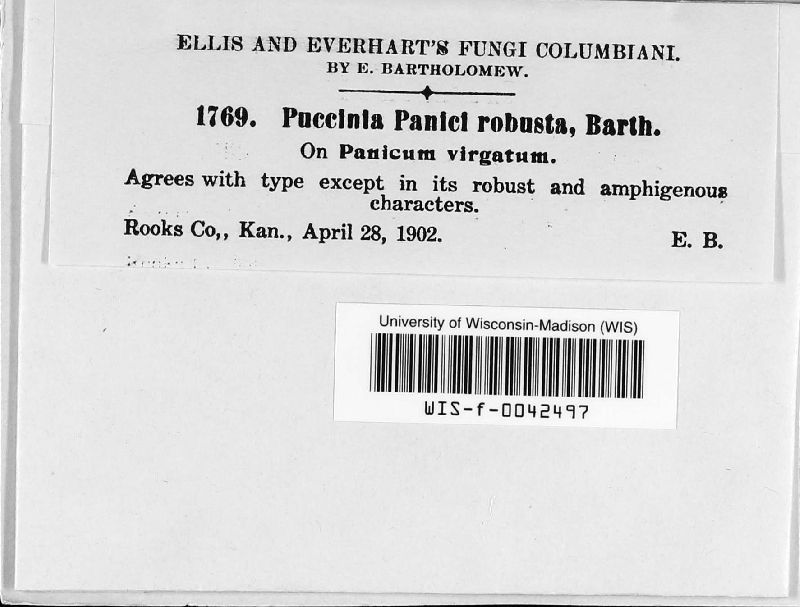 ELLIS AND EVERHART'S FUNGI COLUMBIANI.
BY E. BARTHOLOMEW.
1769. Puccinia Panici robusta, Barth.
On Panicum virgatum.
Agrees with type except in its robust and amphigenous
characters.
Rooks Co,, Kan., April 28, 1902. E. B.
University of Wisconsin-Madison (WIS)
WIS-f-0042497